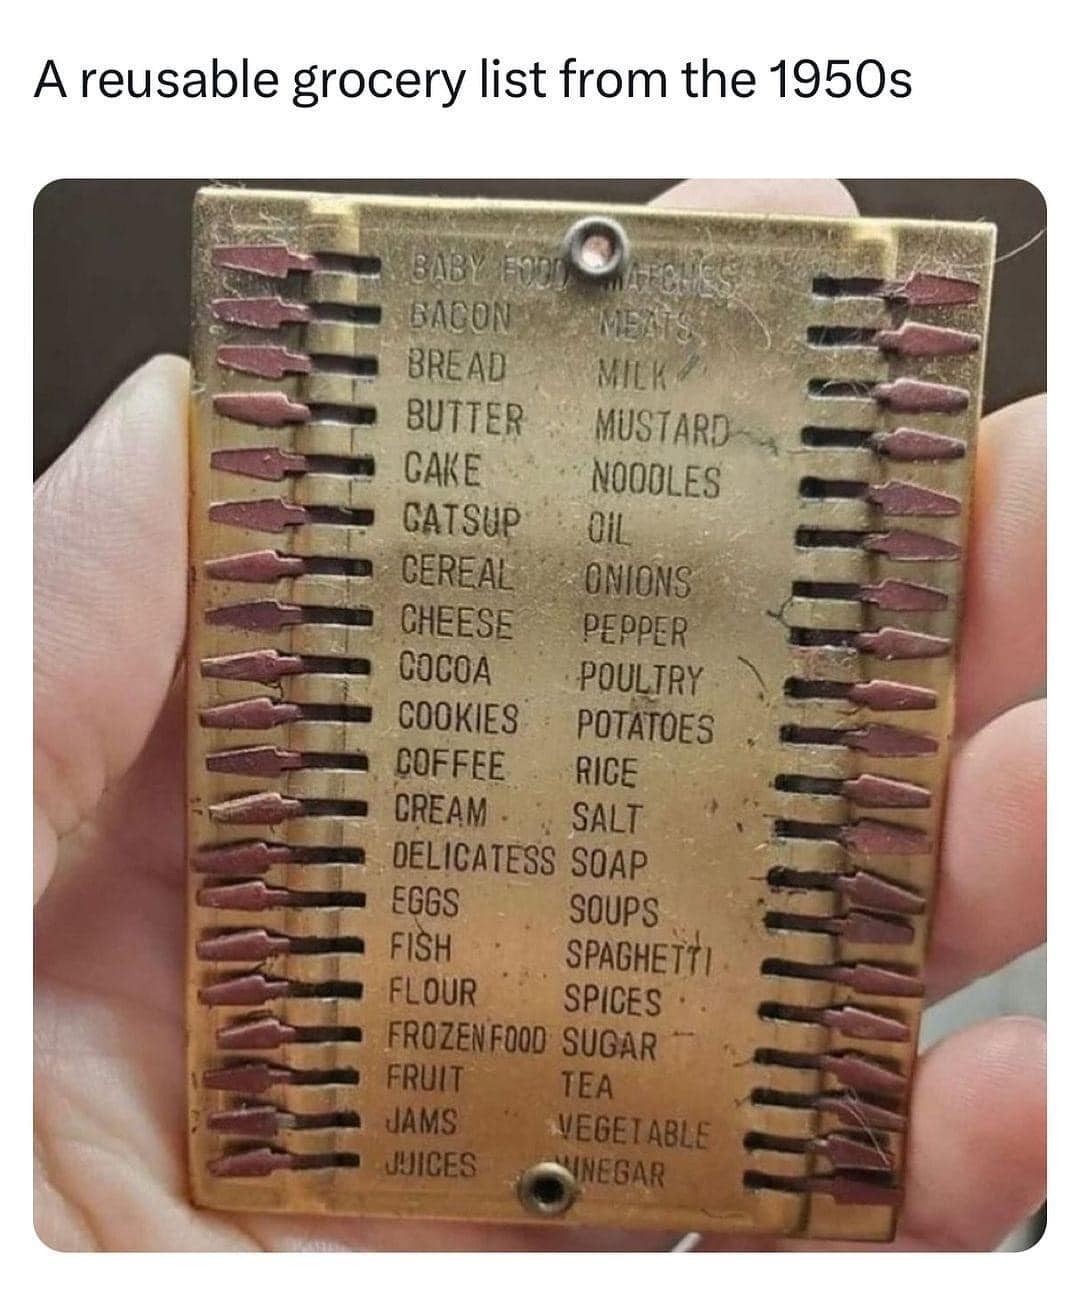 A reusable grocery list from the 1950s
BABY FOOD MATCHES
BACON MEATS
BREAD MILK
BUTTER MUSTARD
CAKE NOODLES
CATSUP OIL
CEREAL ONIONS
CHEESE PEPPER
COCOA POULTRY
COOKIES POTATOES
COFFEE RICE
CREAM SALT
DELICATESS SOAP
EGGS SOUPS
FISH SPAGHETTI
FLOUR SPICES
FROZEN FOOD SUGAR
FRUIT TEA
JAMS VEGETABLE
JUICES VINEGAR